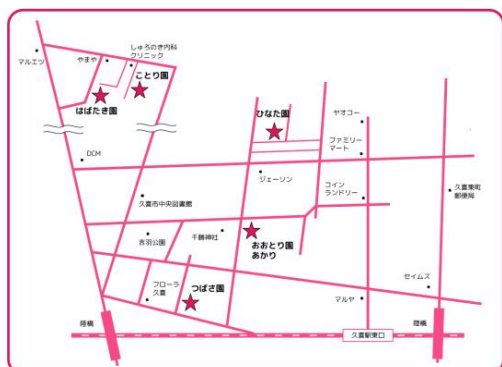 マルエツ
やまや
しゅろのき内科
クリニック
ことり園
はばたき園
ひなた園
ヤオコー
ファミリー
マート
DCM
ジェーソン
コイン
ランドリー
久喜東町
郵便局
久喜市中央図書館
吉羽公園
千勝神社
おおとり園
あかり
フローラ
久喜
つばさ園
セイムス
マルヤ
陸橋
久喜駅東口
陸橋